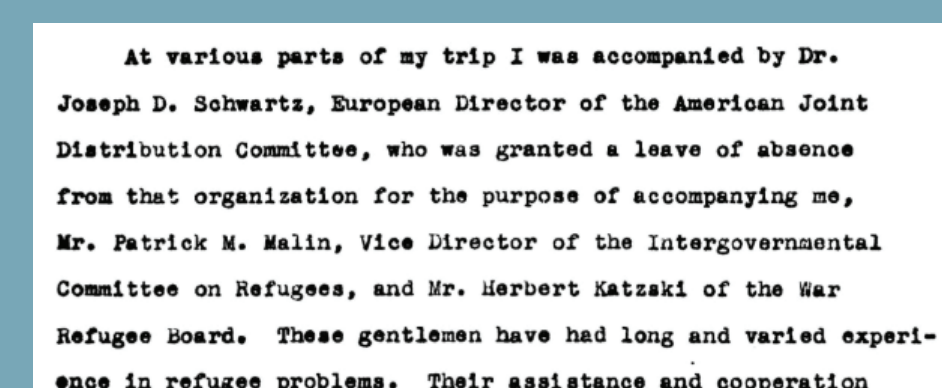 At various parts of my trip I was accompanied by Dr.
Joseph D. Schwartz, European Director of the American Joint
Distribution Committee, who was granted a leave of absence
from that organization for the purpose of accompanying me,
Mr. Patrick M. Malin, Vice Director of the Intergovernmental
Committee on Refugees, and Mr. Herbert Katzski of the War
Refugee Board. These gentlemen have had long and varied experi-
ence in refugee problems. Their assistance and cooperation